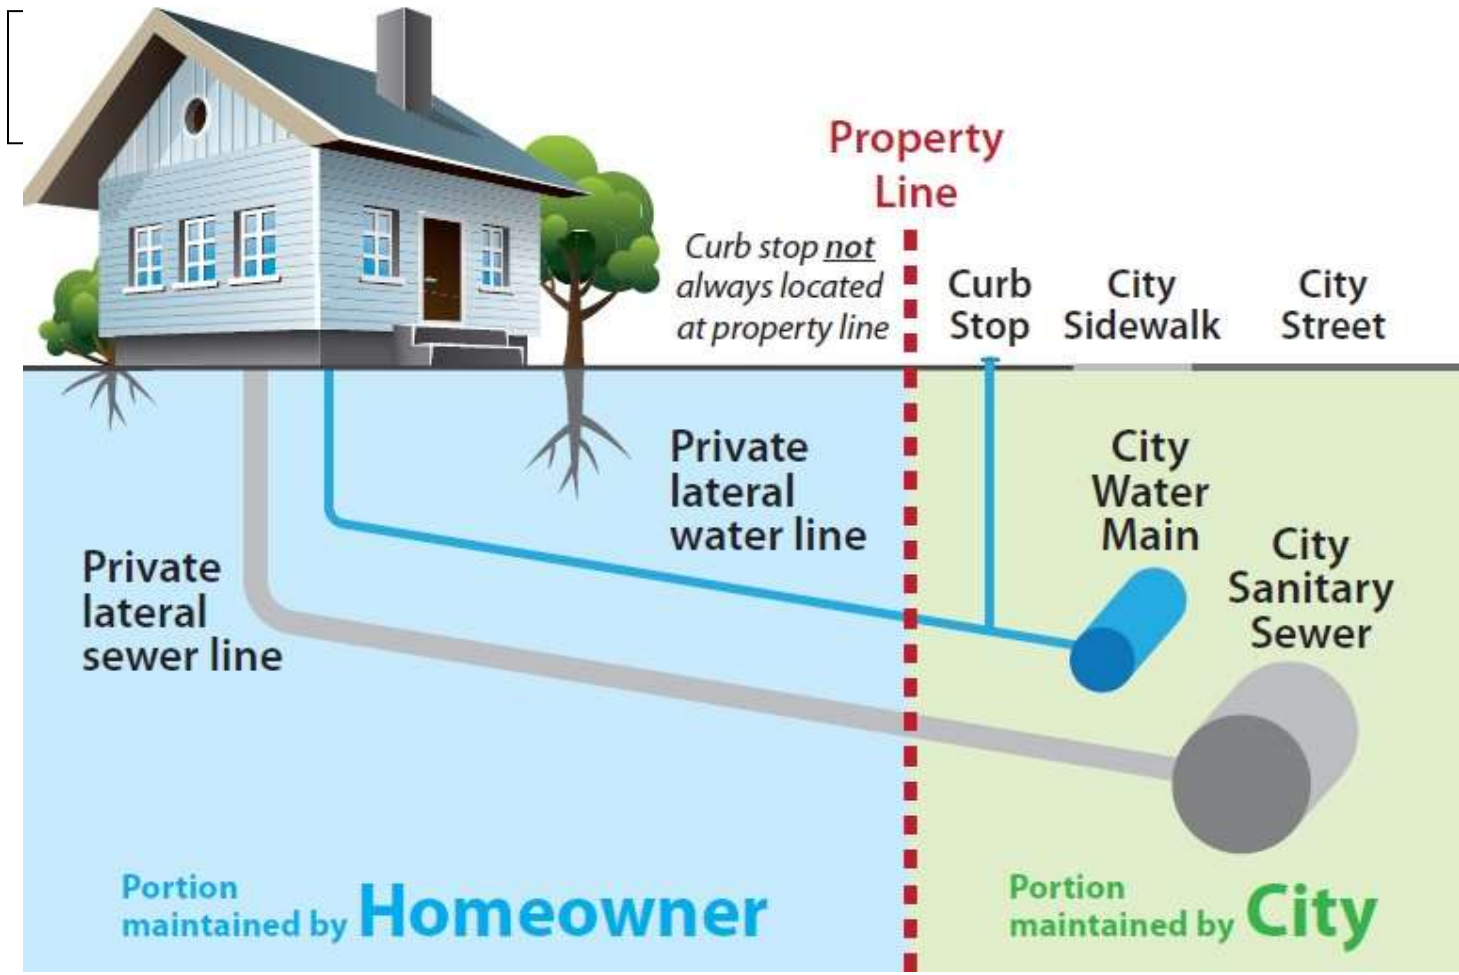 Property
Line
Curb stop not
always located
at property line
Curb
Stop
City
Sidewalk
City
Street
Private
lateral
water line
City
Water
Main
City
Sanitary
Sewer
Private
lateral
sewer line
Portion
maintained by Homeowner
Portion
maintained by City